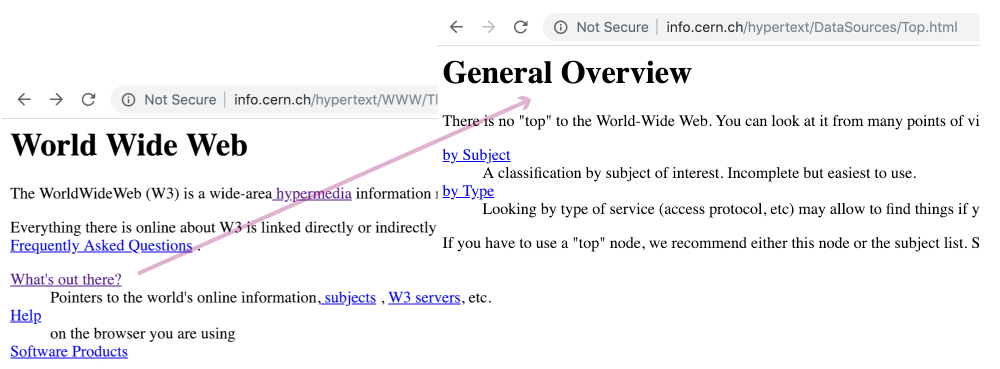 Not Secure | info.cern.ch/hypertext/DataSources/Top.html
General Overview
There is no "top" to the World-Wide Web. You can look at it from many points of vi
by Subject
A classification by subject of interest. Incomplete but easiest to use.
by Type
Looking by type of service (access protocol, etc) may allow to find things if y
If you have to use a "top" node, we recommend either this node or the subject list. S
Not Secure | info.cern.ch/hypertext/WWW/Th
World Wide Web
The WorldWideWeb (W3) is a wide-area hypermedia information
Everything there is online about W3 is linked directly or indirectly
Frequently Asked Questions .
What's out there?
Pointers to the world's online information, subjects , W3 servers, etc.
Help
on the browser you are using
Software Products